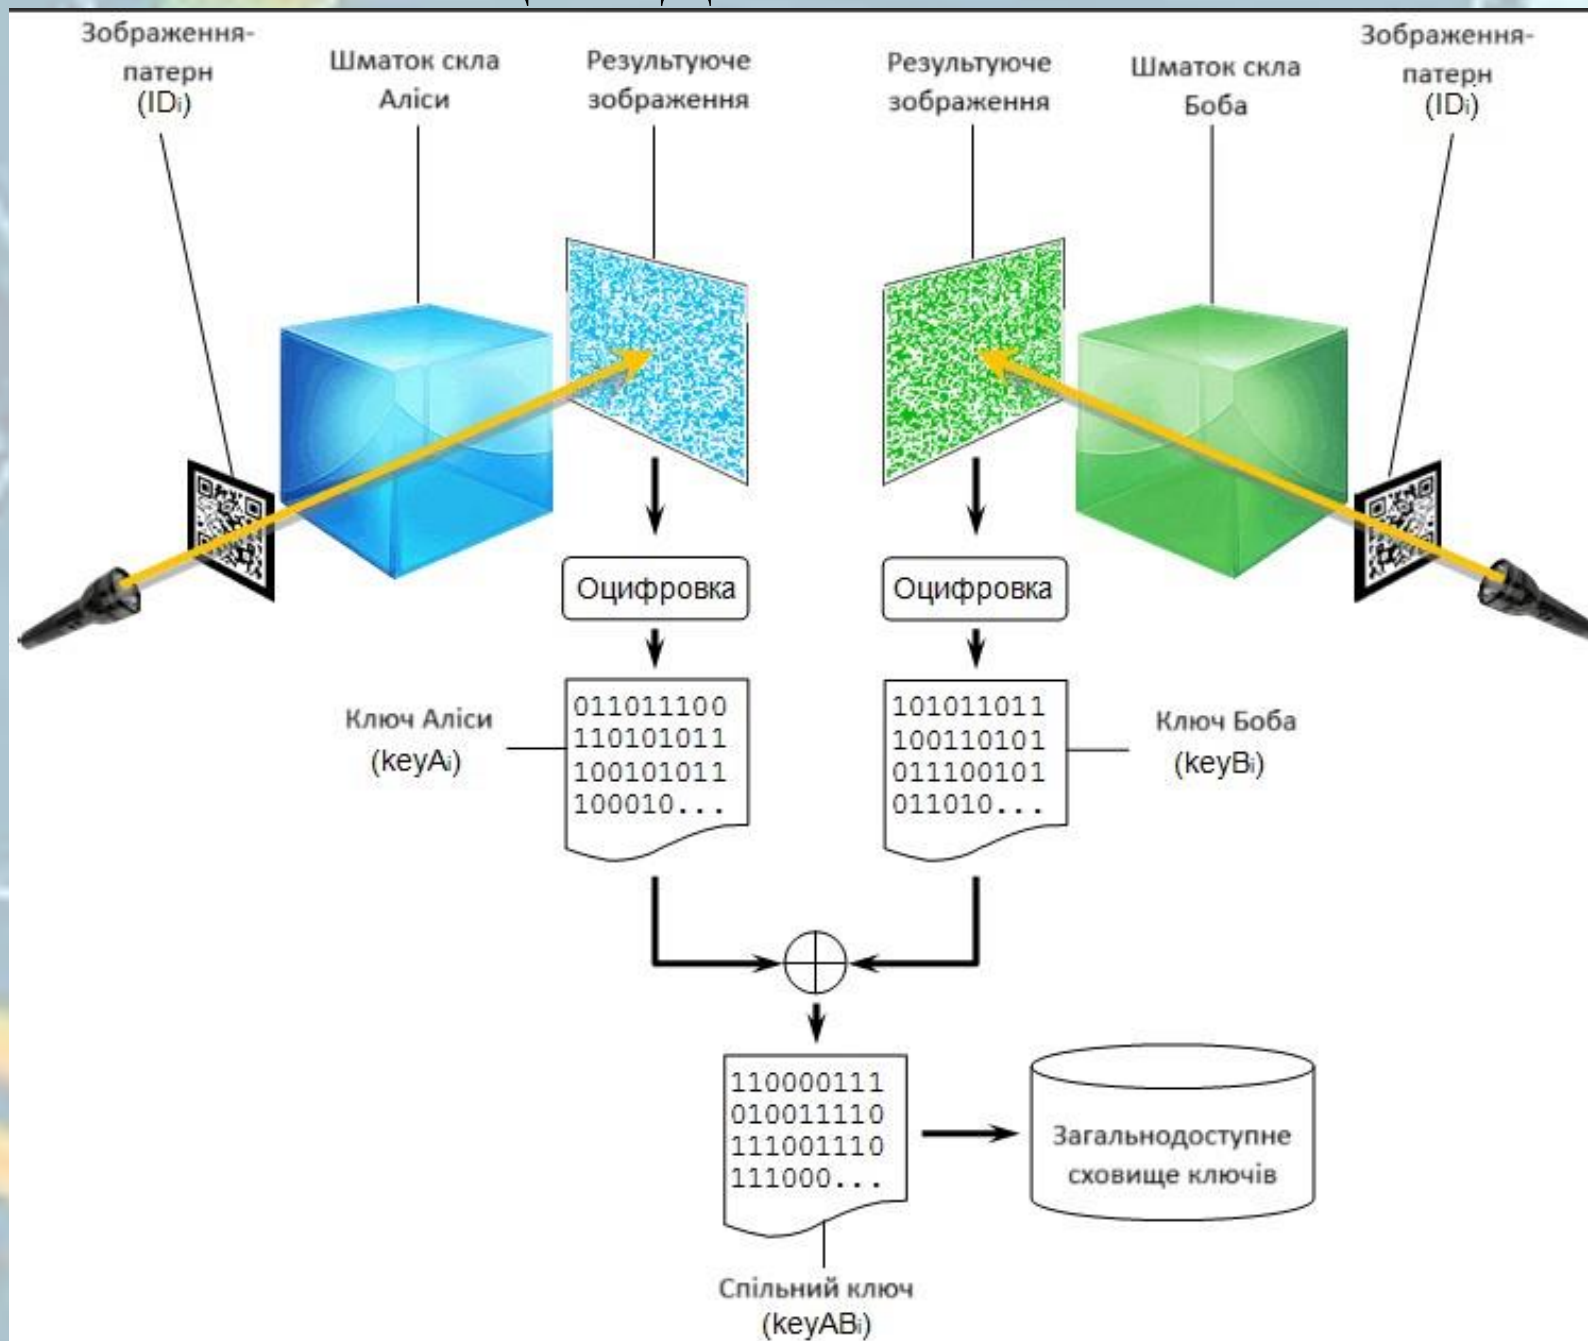 Зображення-
патерн
(IDi)
Шматок скла
Аліси
Результуюче
зображення
Результуюче
зображення
Шматок скла
Боба
Зображення-
патерн
(IDi)
Оцифровка
Оцифровка
Ключ Аліси
(keyAi)
011011100
110101011
100101011
100010...
101011011
100110101
011100101
011010...
Ключ Боба
(keyBi)
110000111
010011110
111001110
111000...
Загальнодоступне
сховище ключів
Спільний ключ
(keyABi)